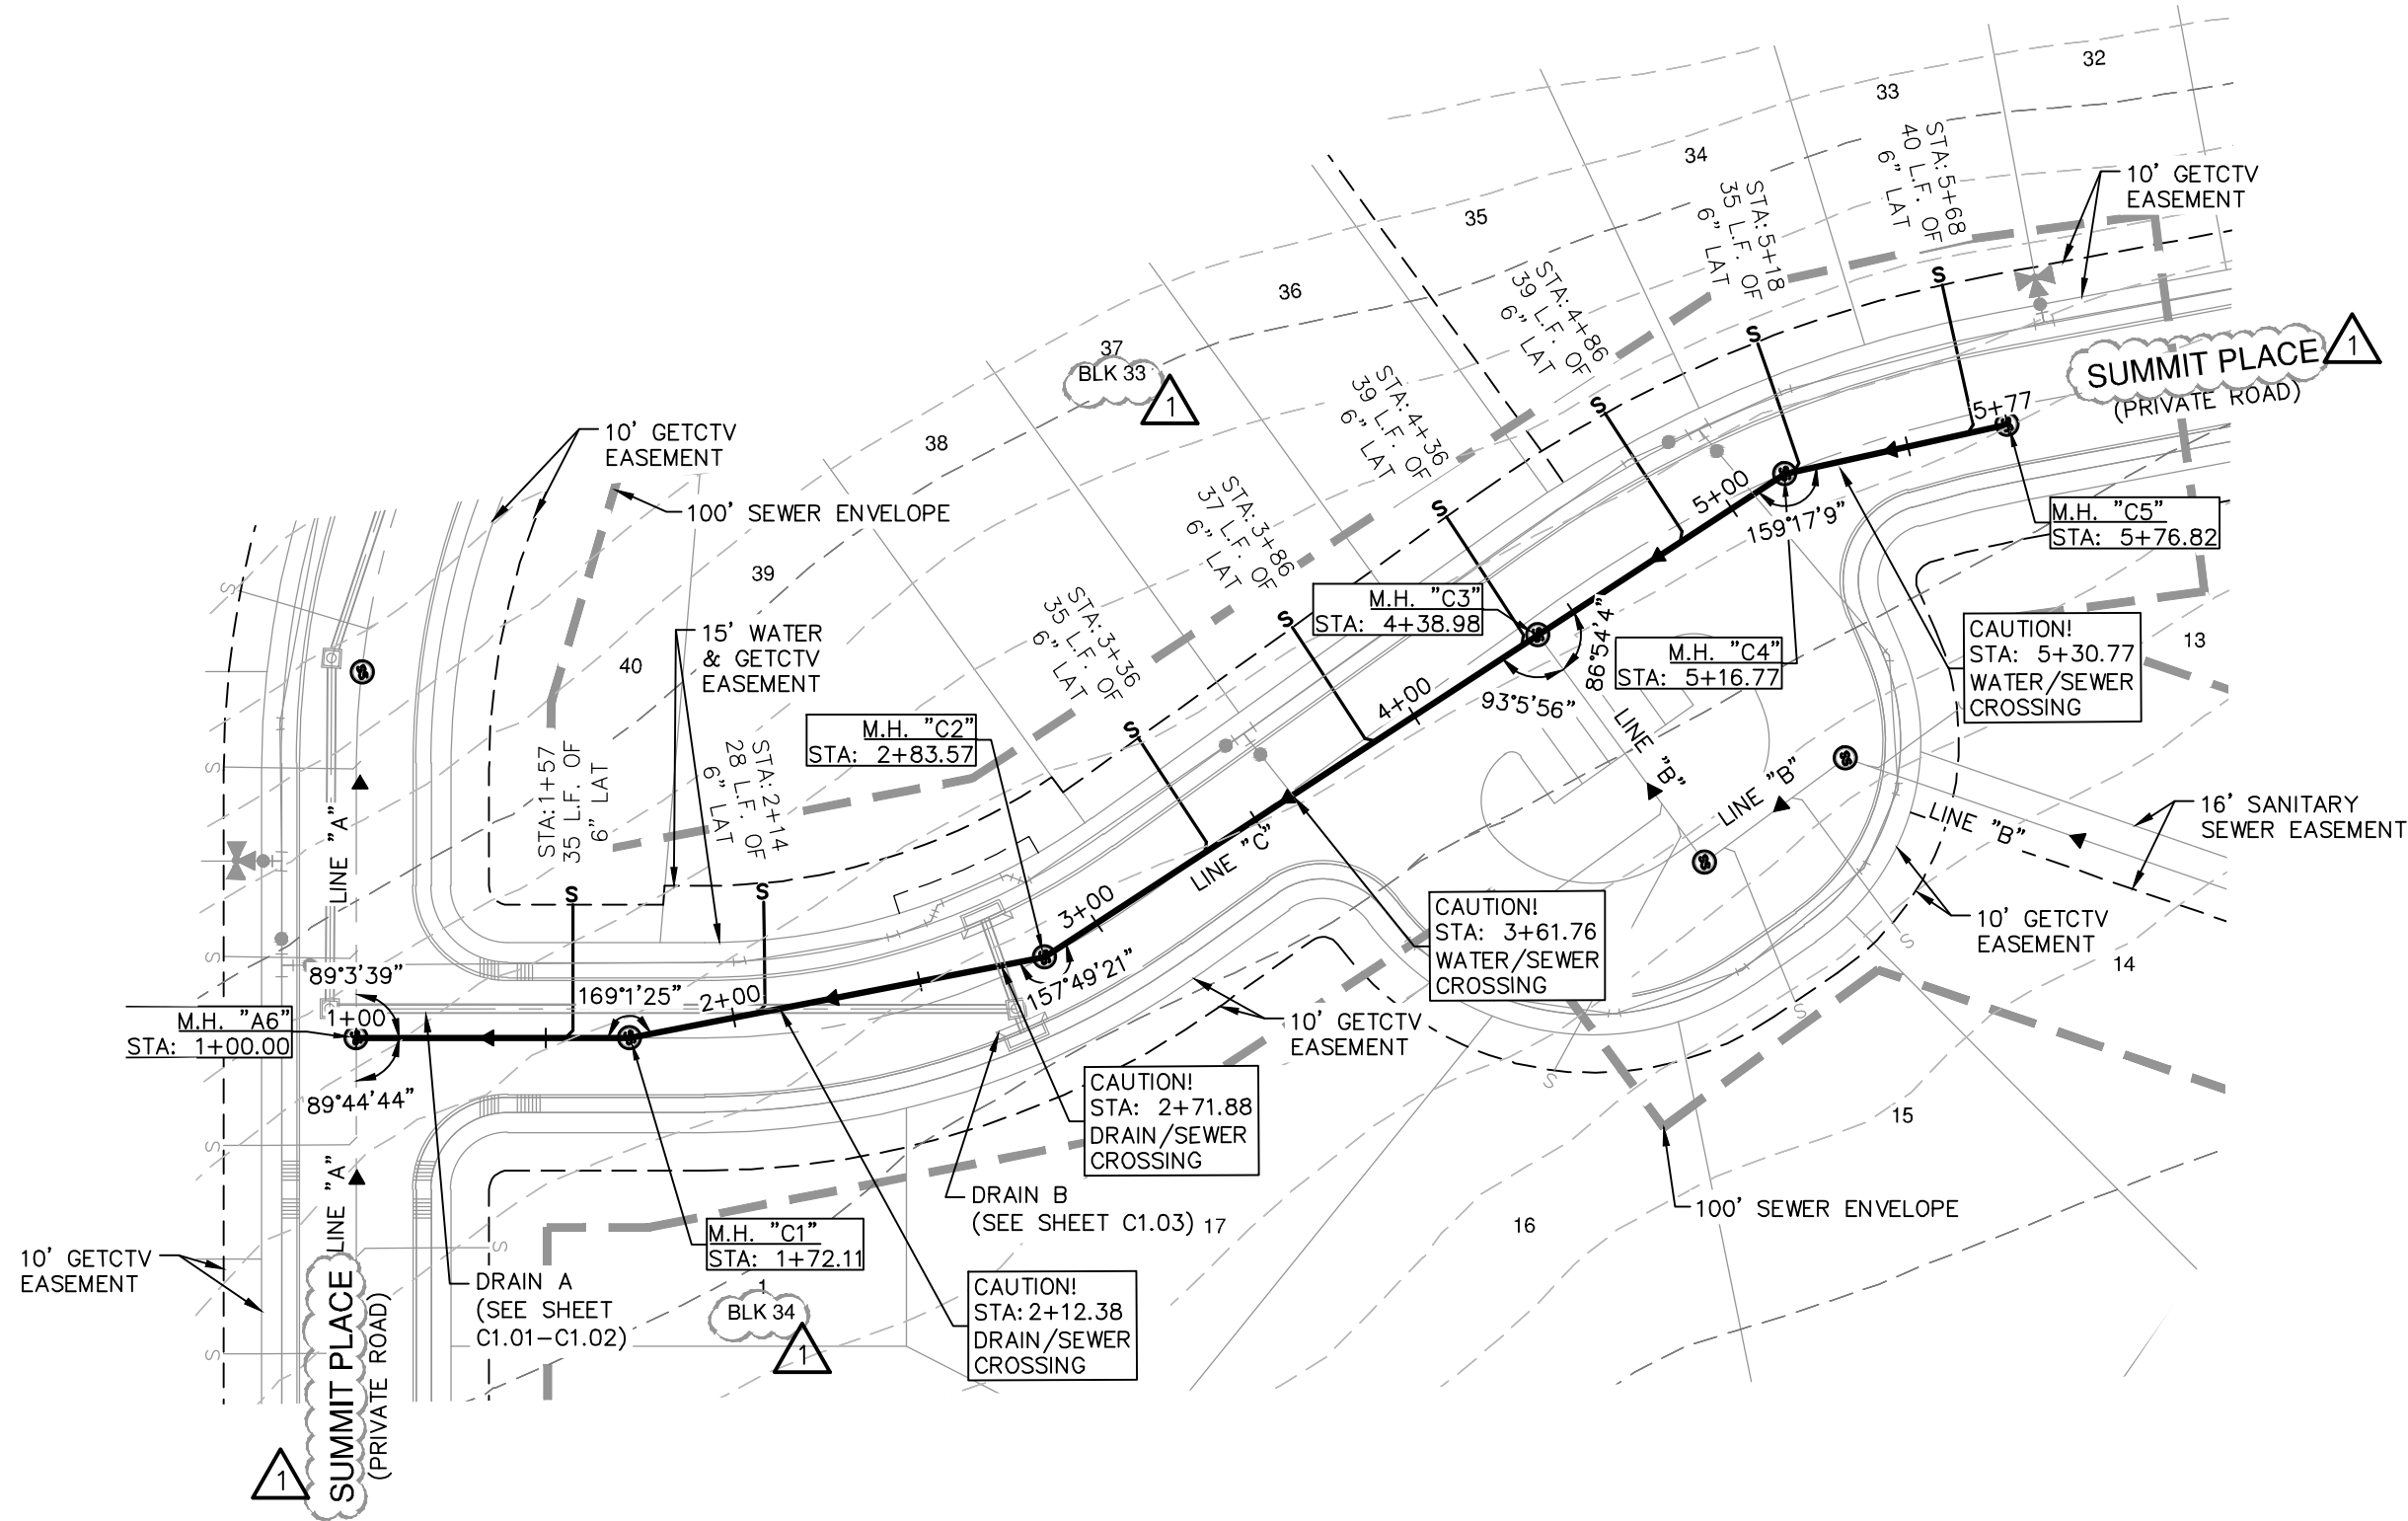 32
33
34
35
36
37
38
39
40
STA: 5+68
40 L.F. OF
6" LAT
10' GETCTV
EASEMENT
STA: 5+18
35 L.F. OF
6" LAT
STA: 4+86
39 L.F. OF
6" LAT
STA: 4+36
39 L.F. OF
6" LAT
STA: 3+86
37 L.F. OF
6" LAT
STA: 3+36
35 L.F. OF
6" LAT
STA: 2+14
28 L.F. OF
6" LAT
STA: 1+57
35 L.F. OF
6" LAT
BLK 33
1
SUMMIT PLACE
(PRIVATE ROAD)
1
10' GETCTV
EASEMENT
100' SEWER ENVELOPE
15' WATER
& GETCTV
EASEMENT
S
S
S
S
S
S
S
5+77
5+00
4+00
3+00
2+00
1+00
M.H. "C5"
STA: 5+76.82
159°17'9"
M.H. "C3"
STA: 4+38.98
86°54'4"
93°5'56"
M.H. "C4"
STA: 5+16.77
CAUTION!
STA: 5+30.77
WATER/SEWER
CROSSING
13
M.H. "C2"
STA: 2+83.57
LINE "B"
LINE "B"
LINE "B"
16' SANITARY
SEWER EASEMENT
LINE "A"
LINE "C"
CAUTION!
STA: 3+61.76
WATER/SEWER
CROSSING
10' GETCTV
EASEMENT
14
89°3'39"
169°1'25"
157°49'21"
M.H. "A6"
STA: 1+00.00
89°44'44"
10' GETCTV
EASEMENT
CAUTION!
STA: 2+71.88
DRAIN/SEWER
CROSSING
15
DRAIN B
(SEE SHEET C1.03)
17
16
100' SEWER ENVELOPE
M.H. "C1"
STA: 1+72.11
LINE "A"
10' GETCTV
EASEMENT
DRAIN A
(SEE SHEET
C1.01-C1.02)
1
BLK 34
1
CAUTION!
STA: 2+12.38
DRAIN/SEWER
CROSSING
SUMMIT PLACE
(PRIVATE ROAD)
1
S
S
S
S
S
S
S
S
S